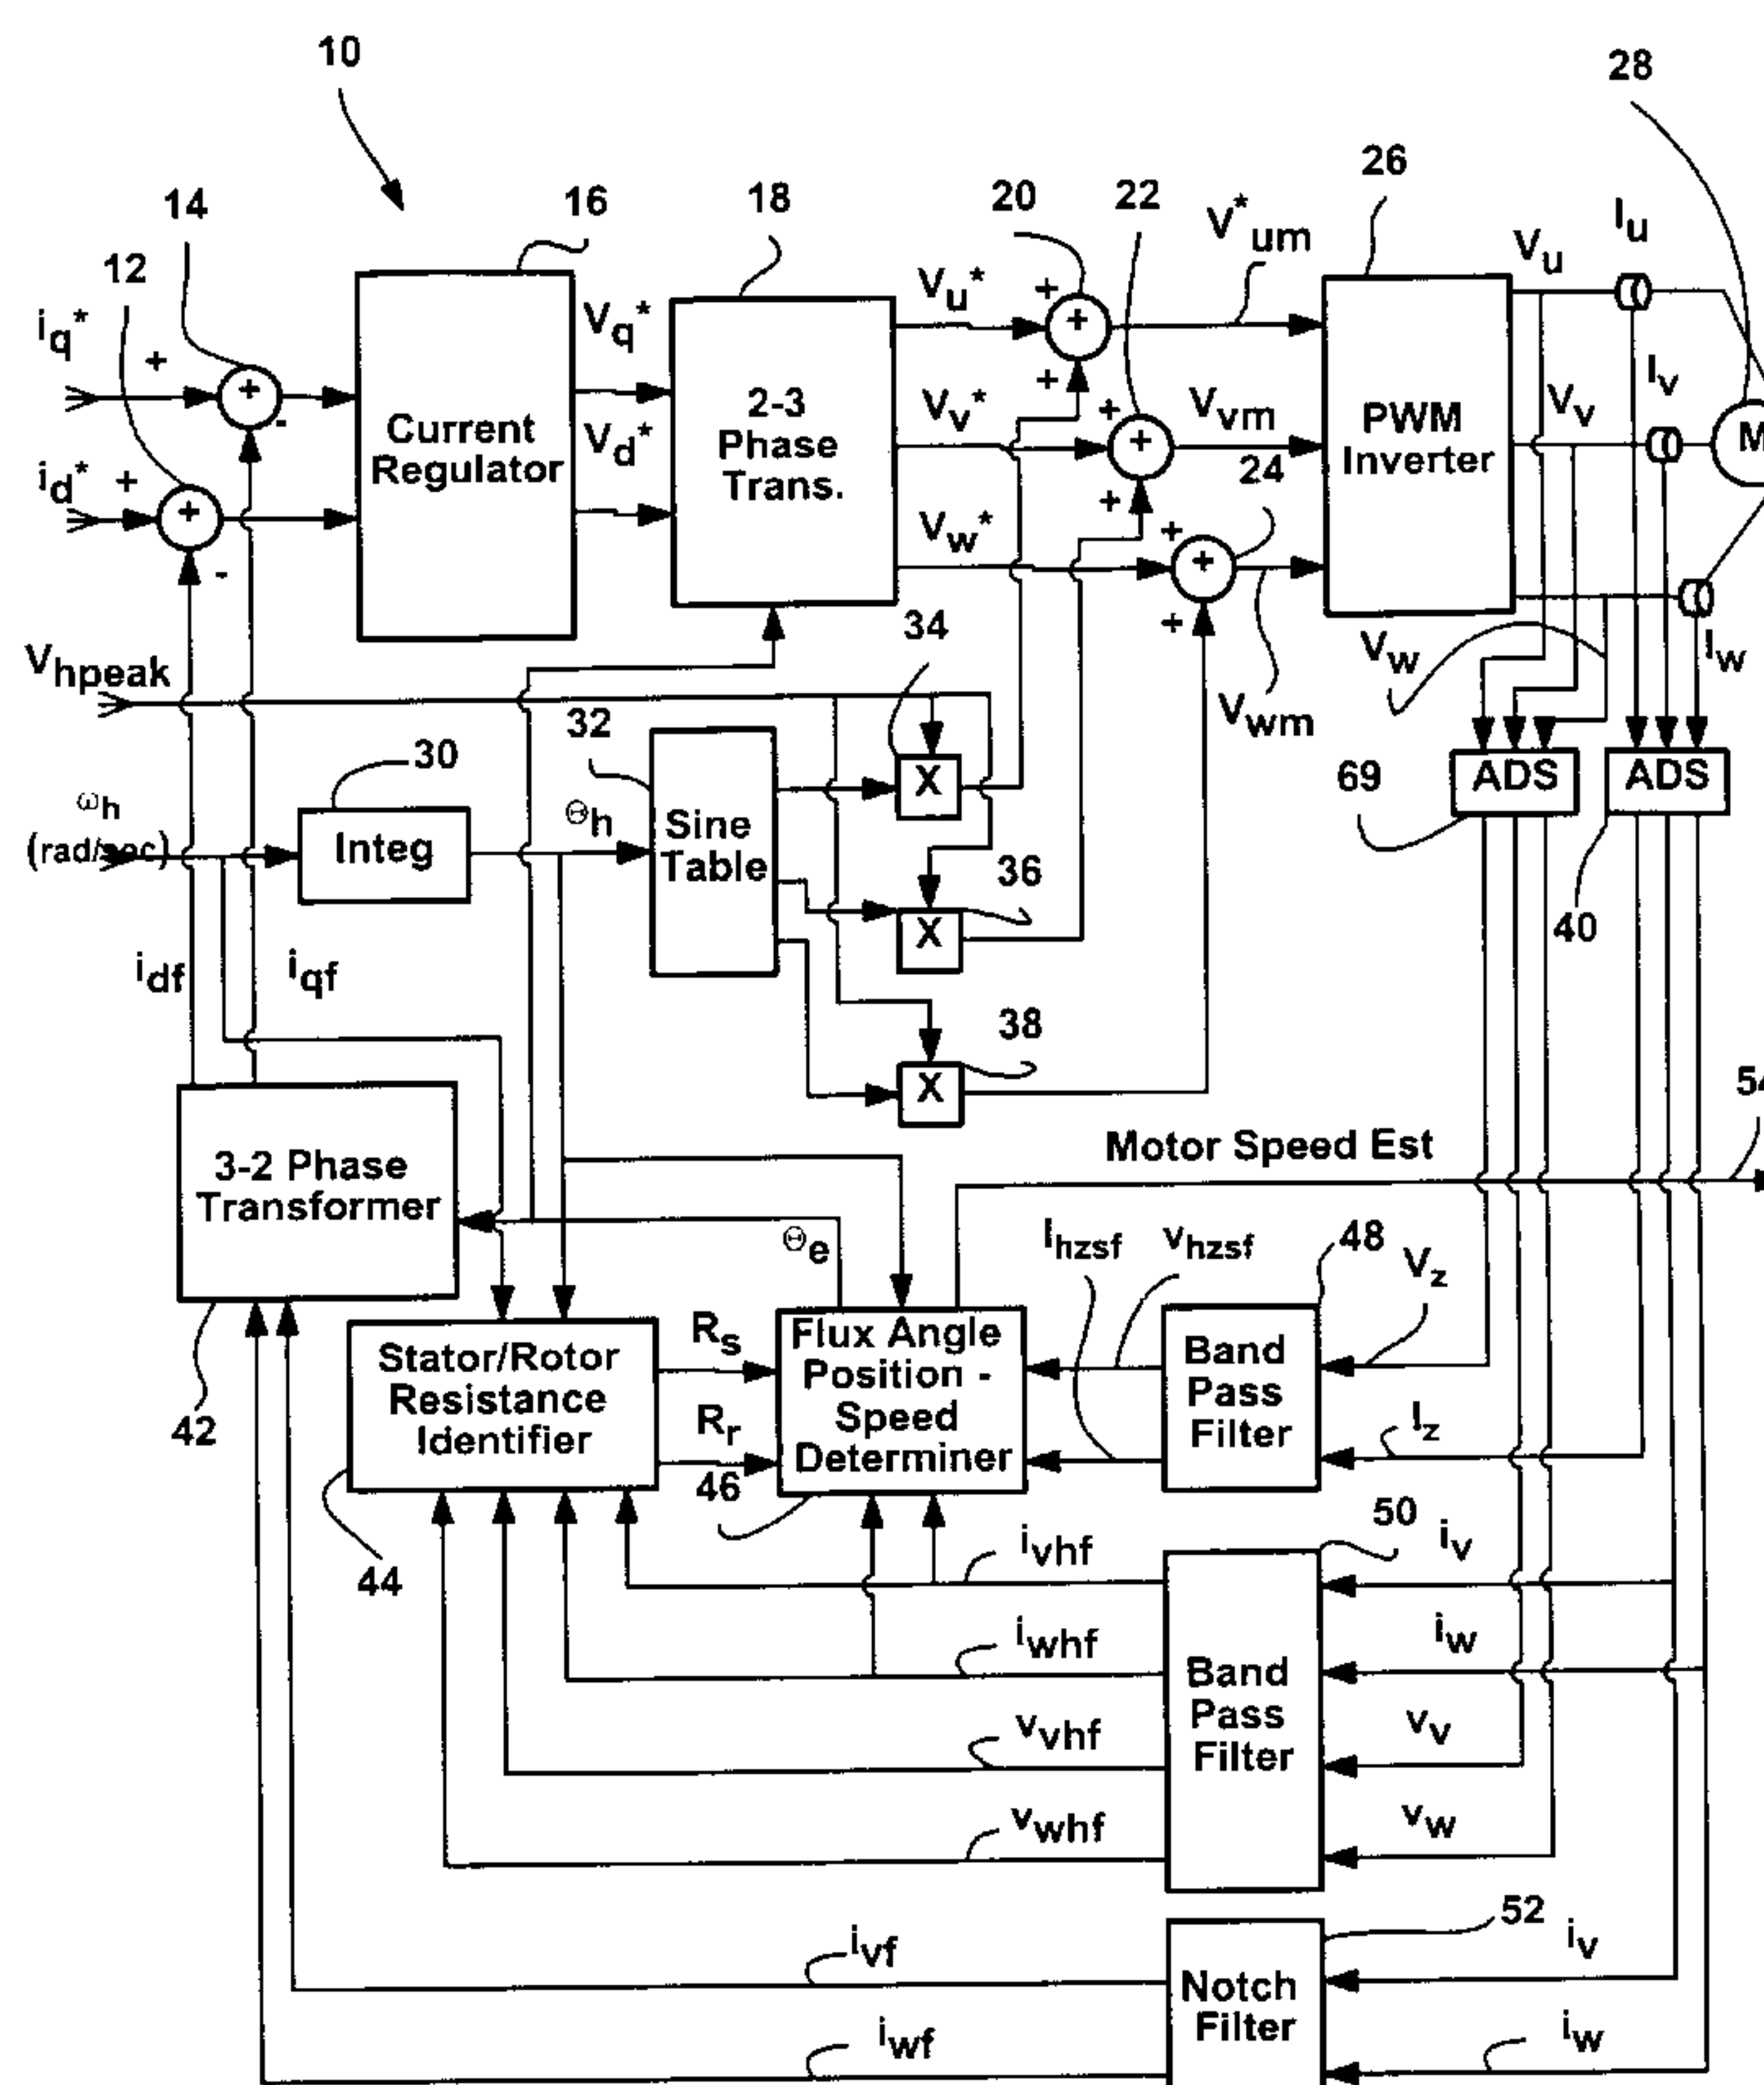 10
28
14
16
18
20
22
V*um
26
Vu
Iu
12
iq*
+
Vq*
Vu*
+
+
+
-
Current
Regulator
Vd*
2-3
Phase
Trans.
Vv*
+
+
+
Vvm
24
PWM
Inverter
Vv
Iv
M
id*
+
+
-
Vw*
+
+
+
+
Vw
Iw
Vhpeak
34
Vwm
32
30
X
69
ADS
ADS
ωh
(rad/sec)
Integ
Θh
Sine
Table
36
X
40
idf
iqf
38
X
54
3-2 Phase
Transformer
Motor Speed Est
Θe
Ihzsf
vhzsf
48
Vz
42
Stator/Rotor
Resistance
Identifier
Rs
Rr
46
Flux Angle
Position -
Speed
Determiner
Band
Pass
Filter
Iz
44
ivhf
50
iv
iwhf
iw
Band
Pass
Filter
vvhf
vv
vwhf
vw
52
ivf
iv
Notch
Filter
iwf
iw